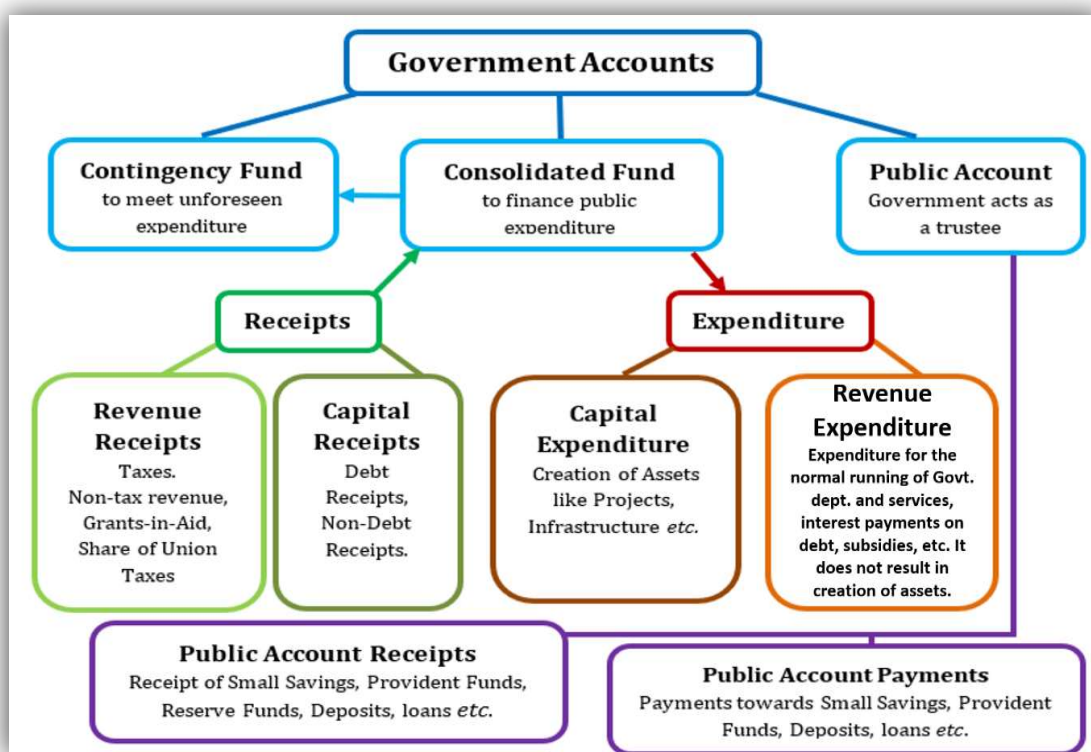 Government Accounts
Contingency Fund
to meet unforeseen
expenditure
Consolidated Fund
to finance public
expenditure
Public Account
Government acts as
a trustee
Receipts
Expenditure
Revenue
Receipts
Taxes.
Non-tax revenue,
Grants-in-Aid,
Share of Union
Taxes
Capital
Receipts
Debt
Receipts,
Non-Debt
Receipts.
Capital
Expenditure
Creation of Assets
like Projects,
Infrastructure etc.
Revenue
Expenditure
Expenditure for the
normal running of Govt.
dept. and services,
interest payments on
debt, subsidies, etc. It
does not result in
creation of assets.
Public Account Receipts
Receipt of Small Savings, Provident Funds,
Reserve Funds, Deposits, loans etc.
Public Account Payments
Payments towards Small Savings, Provident
Funds, Deposits, loans etc.